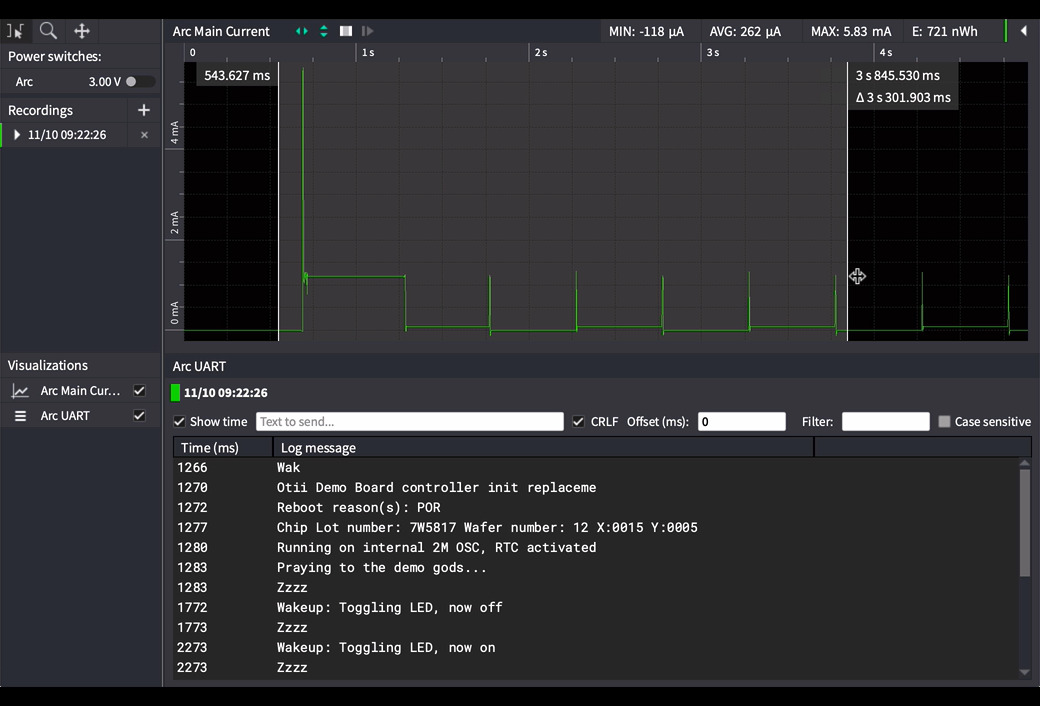 Arc Main Current MIN: -118 µA AVG: 262 µA MAX: 5.83 mA E: 721 nWh
Power switches:
Arc 3.00 V
Recordings +
11/10 09:22:26 ×
0 1 s 2 s 3 s 4 s
543.627 ms
3 s 845.530 ms
Δ 3 s 301.903 ms
4 mA
2 mA
0 mA
Visualizations
Arc Main Cur...
Arc UART
Arc UART
11/10 09:22:26
Show time Text to send... CRLF Offset (ms): 0 Filter: Case sensitive
Time (ms) Log message
1266 Wak
1270 Otii Demo Board controller init replaceme
1272 Reboot reason(s): POR
1277 Chip Lot number: 7W5817 Wafer number: 12 X:0015 Y:0005
1280 Running on internal 2M OSC, RTC activated
1283 Praying to the demo gods...
1283 Zzzz
1772 Wakeup: Toggling LED, now off
1773 Zzzz
2273 Wakeup: Toggling LED, now on
2273 Zzzz